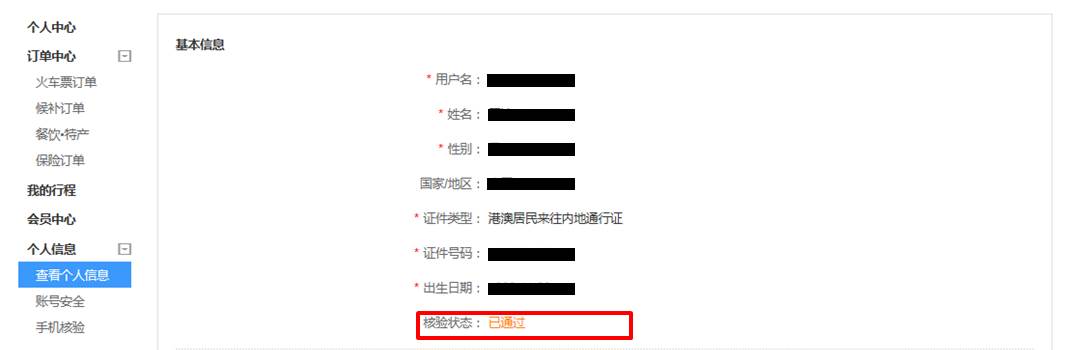 个人中心
订单中心
火车票订单
候补订单
餐饮•特产
保险订单
我的行程
会员中心
个人信息
查看个人信息
账号安全
手机核验
基本信息
* 用户名：
* 姓名：
* 性别：
国家/地区：
* 证件类型：港澳居民来往内地通行证
* 证件号码：
* 出生日期：
核验状态：已通过